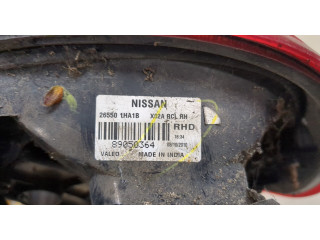 NISSAN
26550 1HA1B X02A RCL RH
RHD
89050364
VALEO MADE IN INDIA